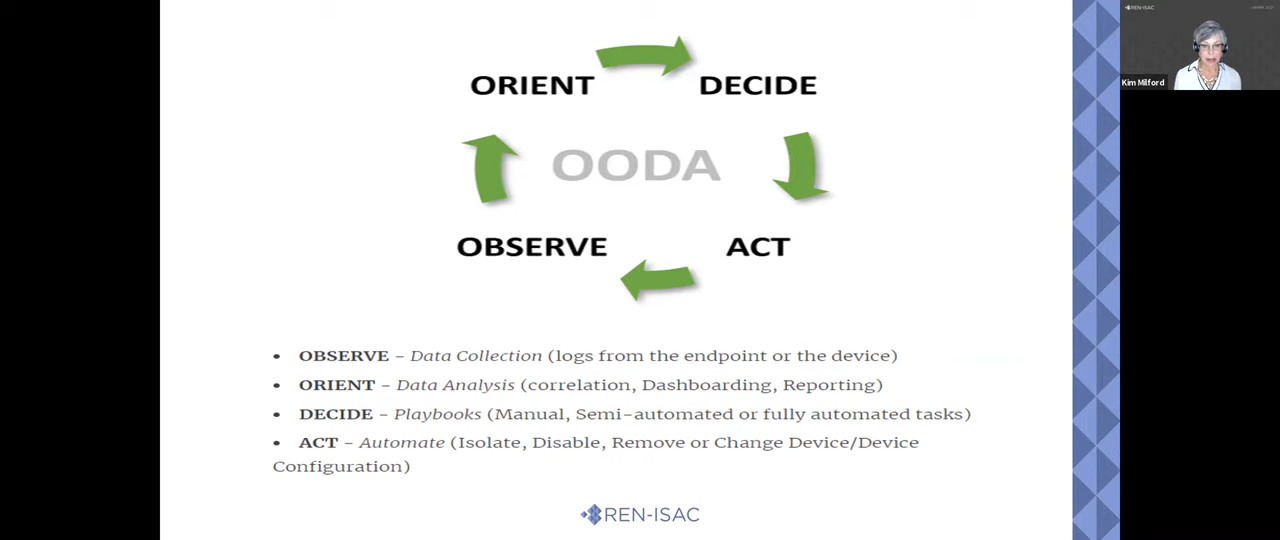 ORIENT
DECIDE
OODA
OBSERVE
ACT
• OBSERVE – Data Collection (logs from the endpoint or the device)
• ORIENT – Data Analysis (correlation, Dashboarding, Reporting)
• DECIDE – Playbooks (Manual, Semi-automated or fully automated tasks)
• ACT – Automate (Isolate, Disable, Remove or Change Device/Device
Configuration)
REN-ISAC
REN-ISAC
Kim Milford